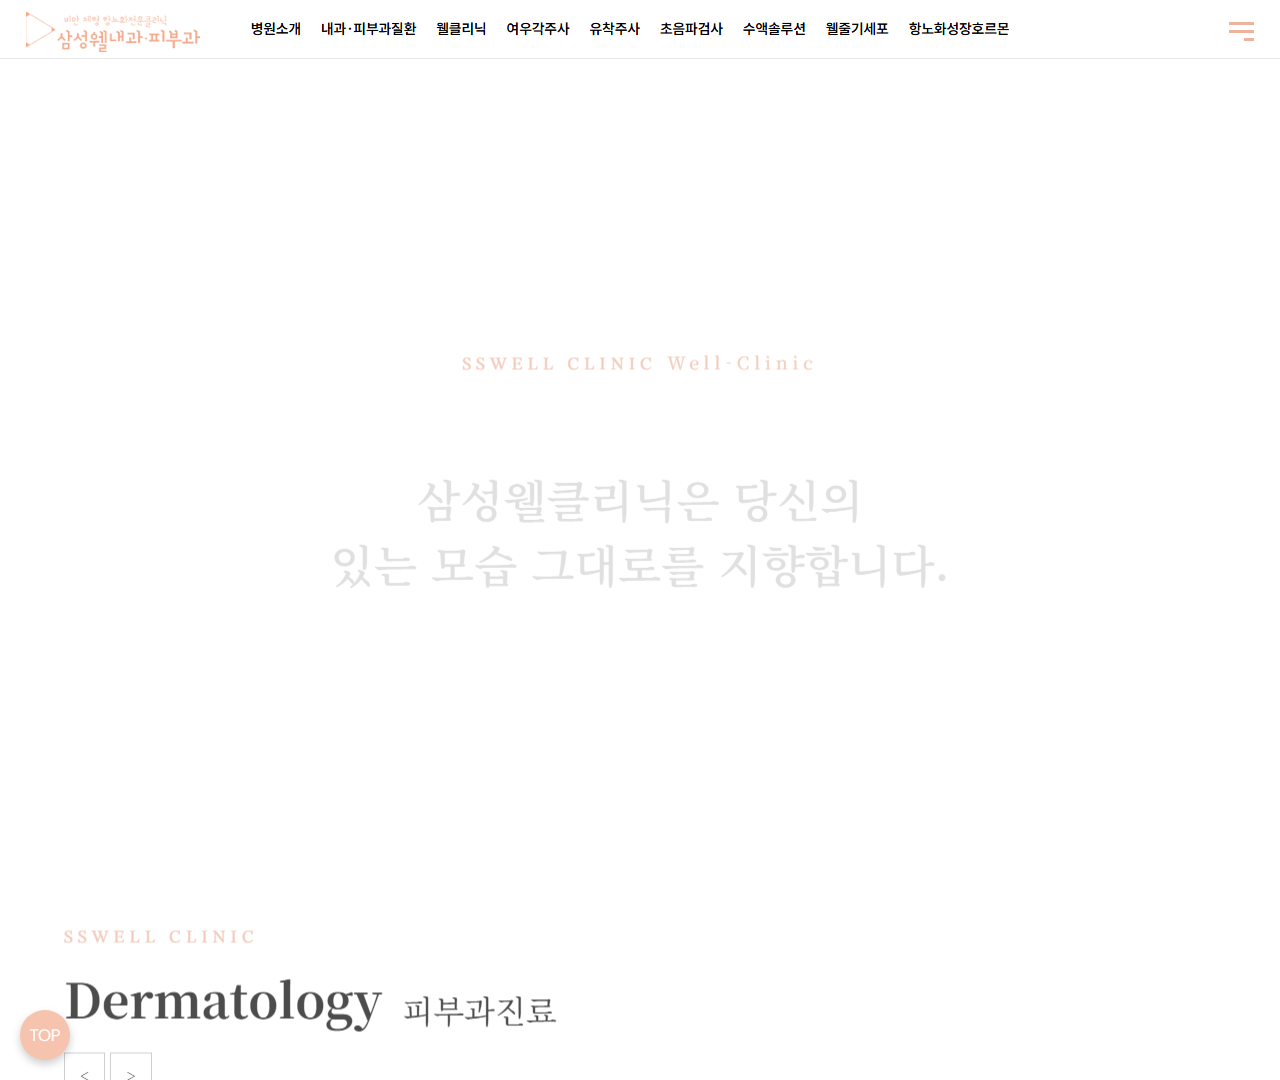 비만 체형 항노화전문클리닉
삼성웰내과·피부과
병원소개 내과·피부과질환 웰클리닉 여우각주사 유착주사 초음파검사 수액솔루션 웰줄기세포 항노화성장호르몬
SSWELL CLINIC Well-Clinic
삼성웰클리닉은 당신의
있는 모습 그대로를 지향합니다.
SSWELL CLINIC
Dermatology 피부과진료
TOP
< >